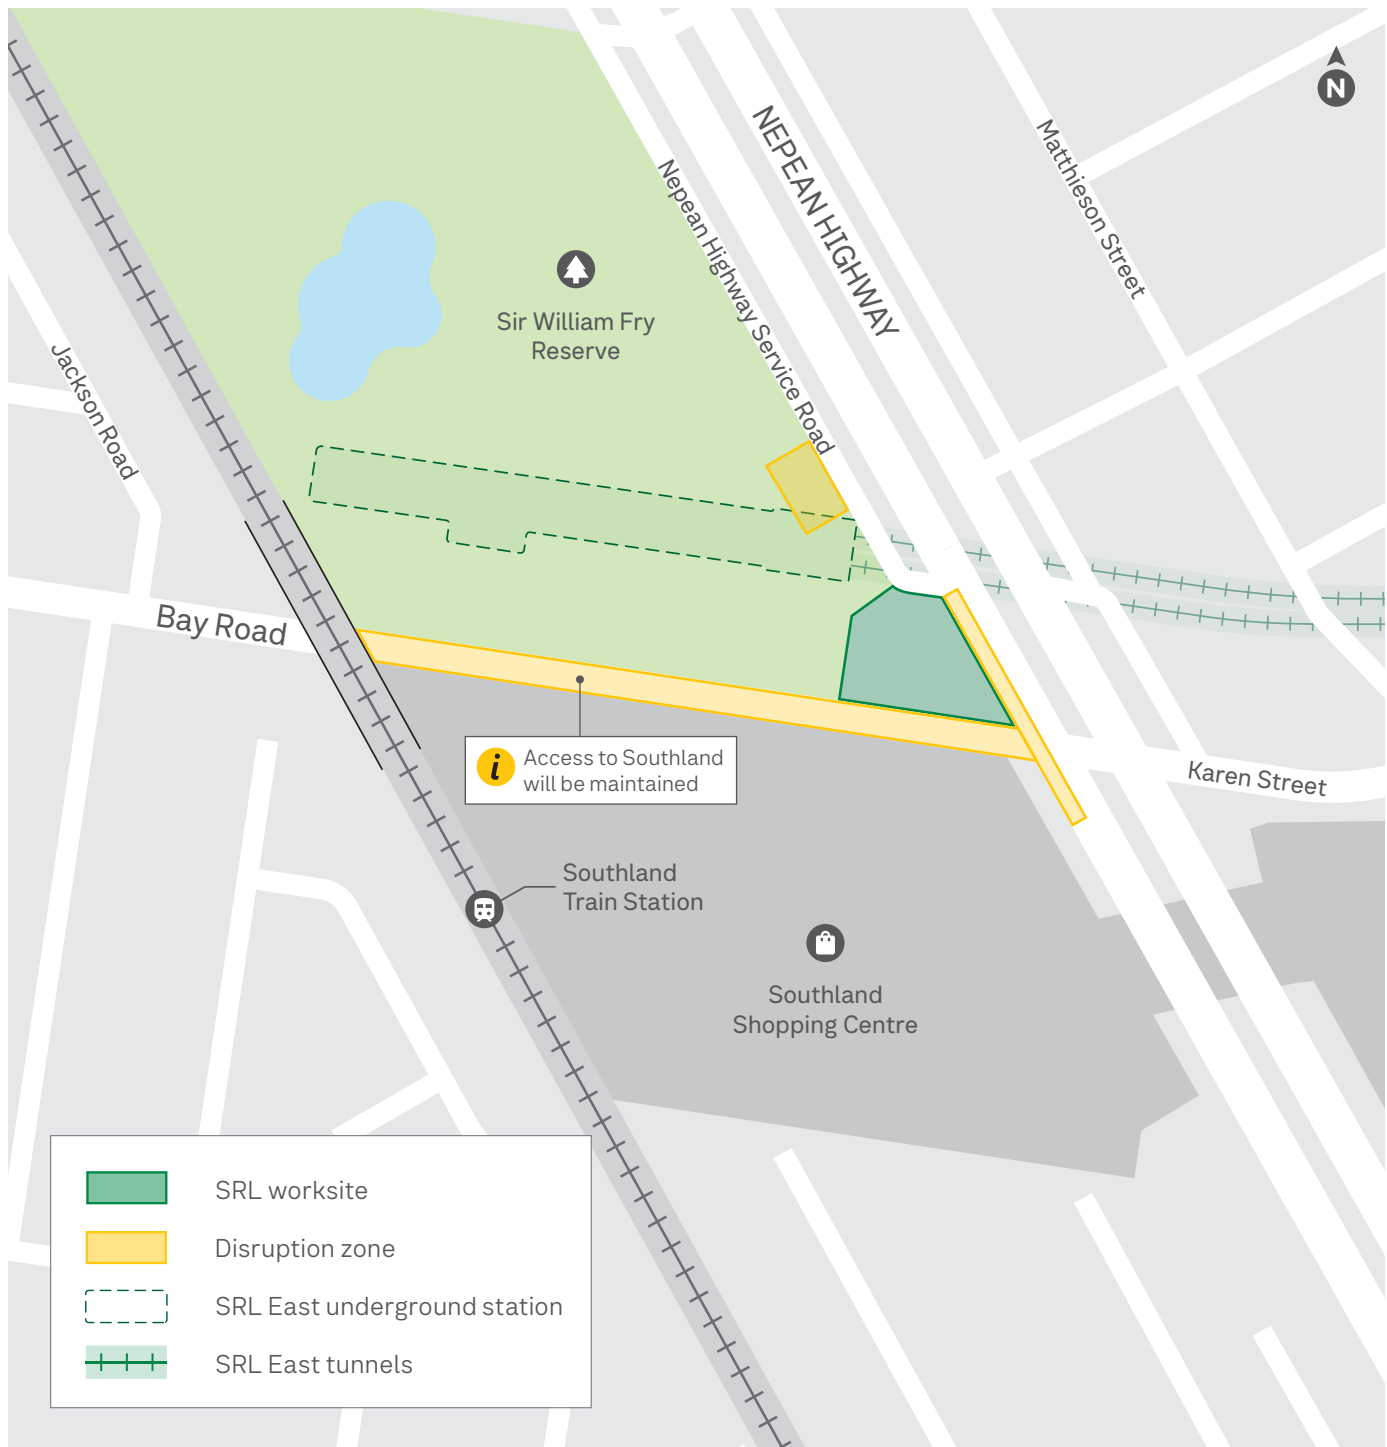 N
NEPEAN HIGHWAY
Matthieson Street
Nepean Highway Service Road
Sir William Fry
Reserve
Jackson Road
Bay Road
i
Access to Southland
will be maintained
Karen Street
Southland
Train Station
Southland
Shopping Centre
SRL worksite
Disruption zone
SRL East underground station
SRL East tunnels